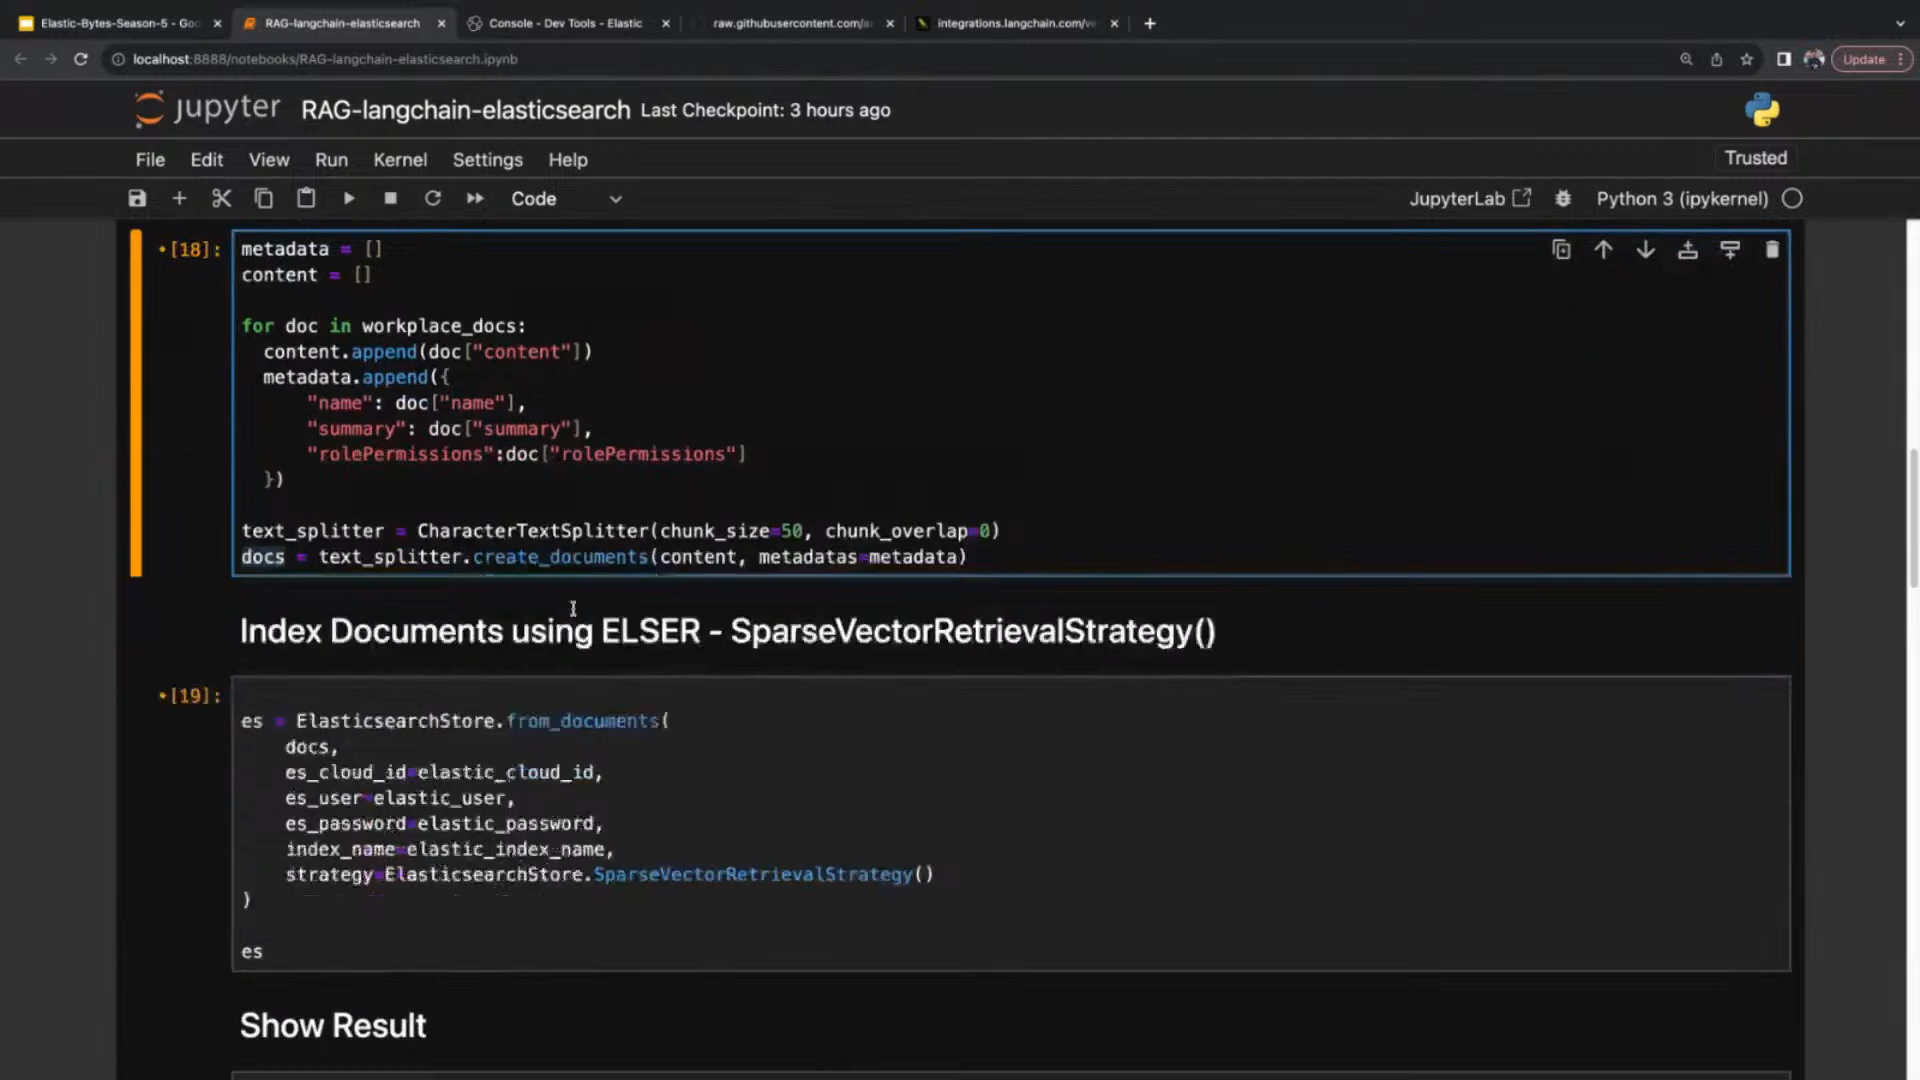 Elastic-Bytes-Season-5 - Goo
RAG-langchain-elasticsearch
Console - Dev Tools - Elastic
raw.githubusercontent.com/
integrations.langchain.com/ve
localhost:8888/notebooks/RAG-langchain-elasticsearch.ipynb
Update
jupyter
RAG-langchain-elasticsearch Last Checkpoint: 3 hours ago
File Edit View Run Kernel Settings Help
Trusted
Code
JupyterLab
Python 3 (ipykernel)
[18]:
metadata = []
content = []
for doc in workplace_docs:
content.append(doc["content"])
metadata.append({
"name": doc["name"],
"summary": doc["summary"],
"rolePermissions":doc["rolePermissions"]
})
text_splitter = CharacterTextSplitter(chunk_size=50, chunk_overlap=0)
docs = text_splitter.create_documents(content, metadatas=metadata)
Index Documents using ELSER - SparseVectorRetrievalStrategy()
[19]:
es = ElasticsearchStore.from_documents(
docs,
es_cloud_id=elastic_cloud_id,
es_user=elastic_user,
es_password=elastic_password,
index_name=elastic_index_name,
strategy=ElasticsearchStore.SparseVectorRetrievalStrategy()
)
es
Show Result